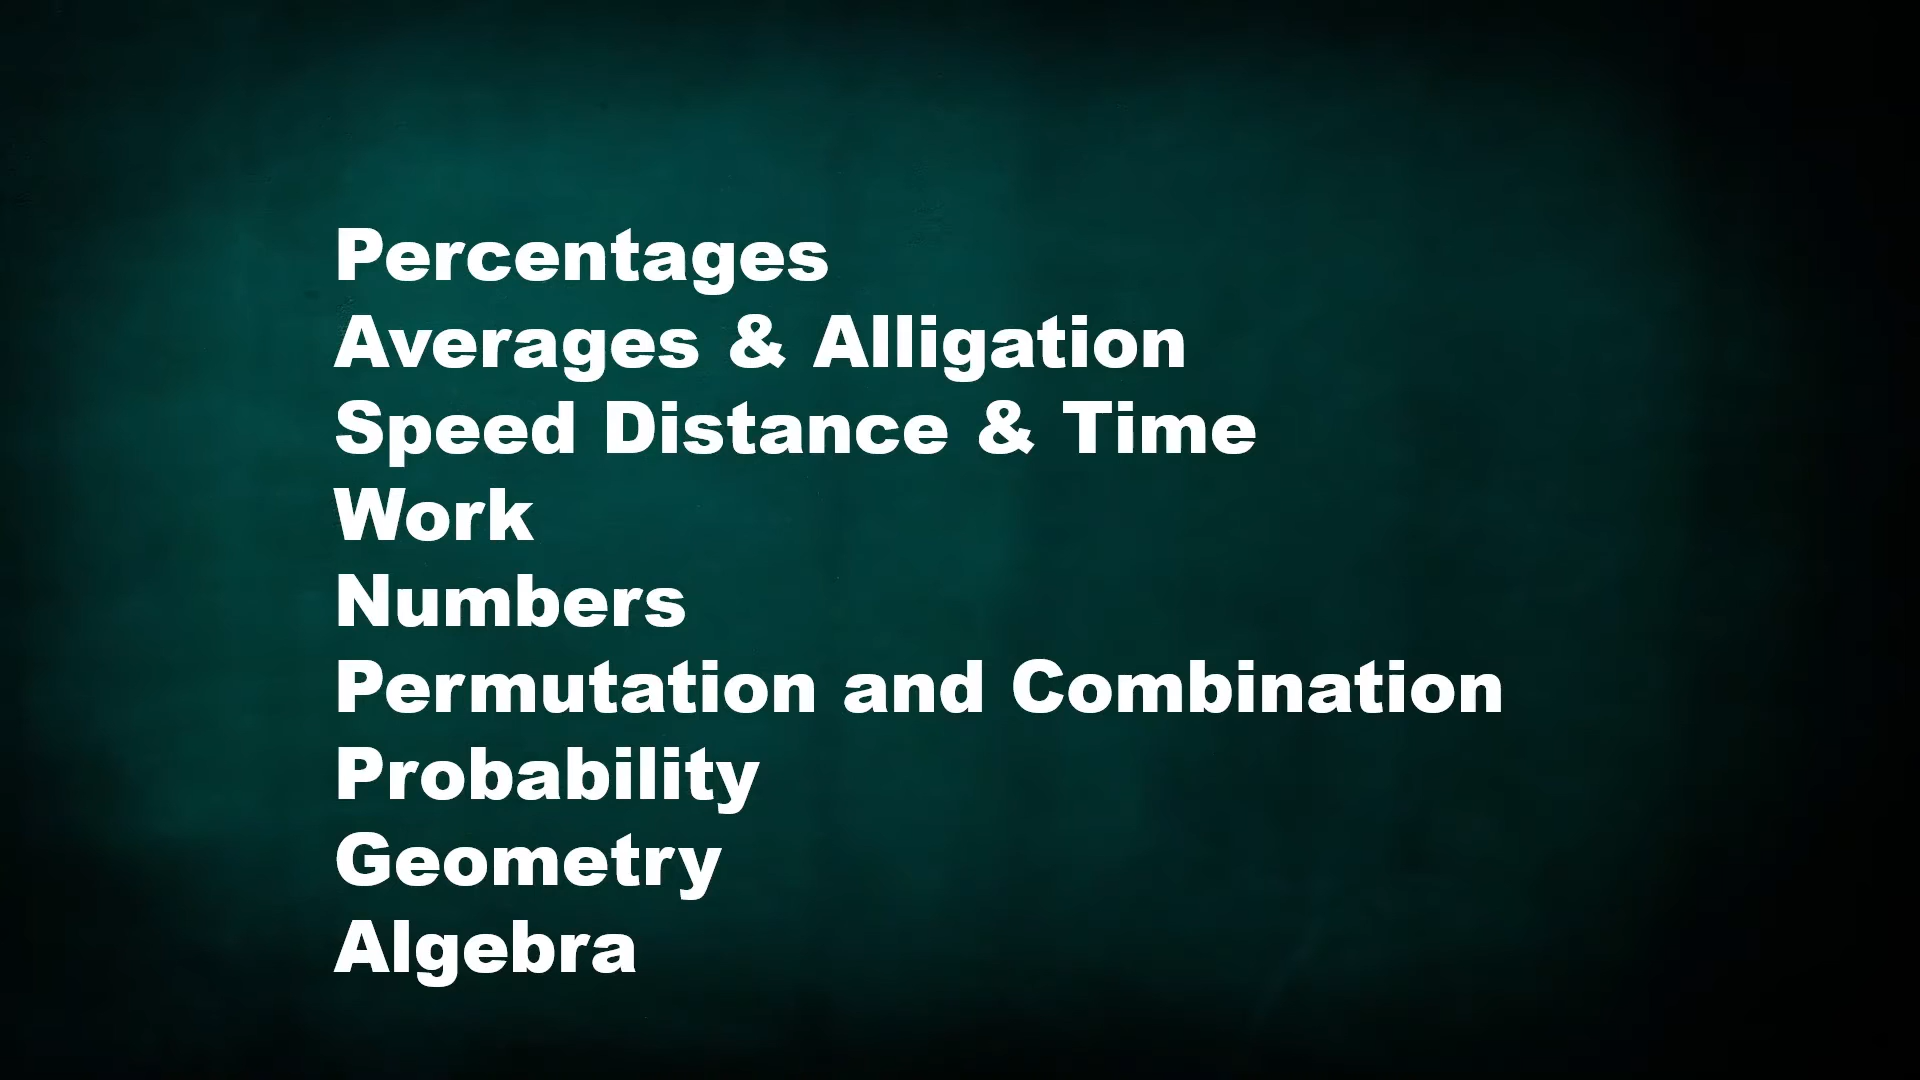 Percentages
Averages & Alligation
Speed Distance & Time
Work
Numbers
Permutation and Combination
Probability
Geometry
Algebra